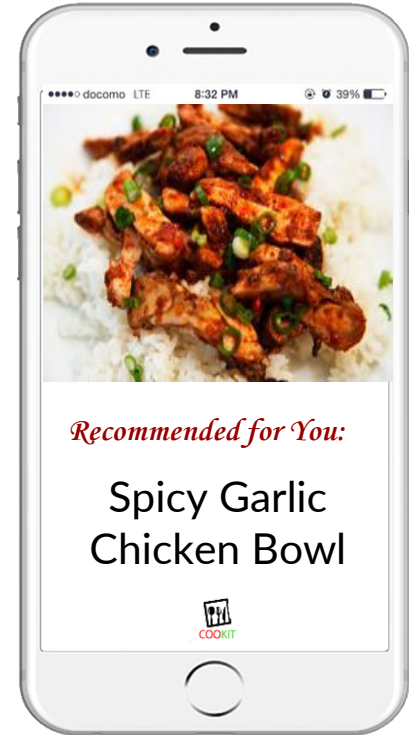 docomo LTE 8:32 PM 39%
Recommended for You:
Spicy Garlic
Chicken Bowl
COOKIT